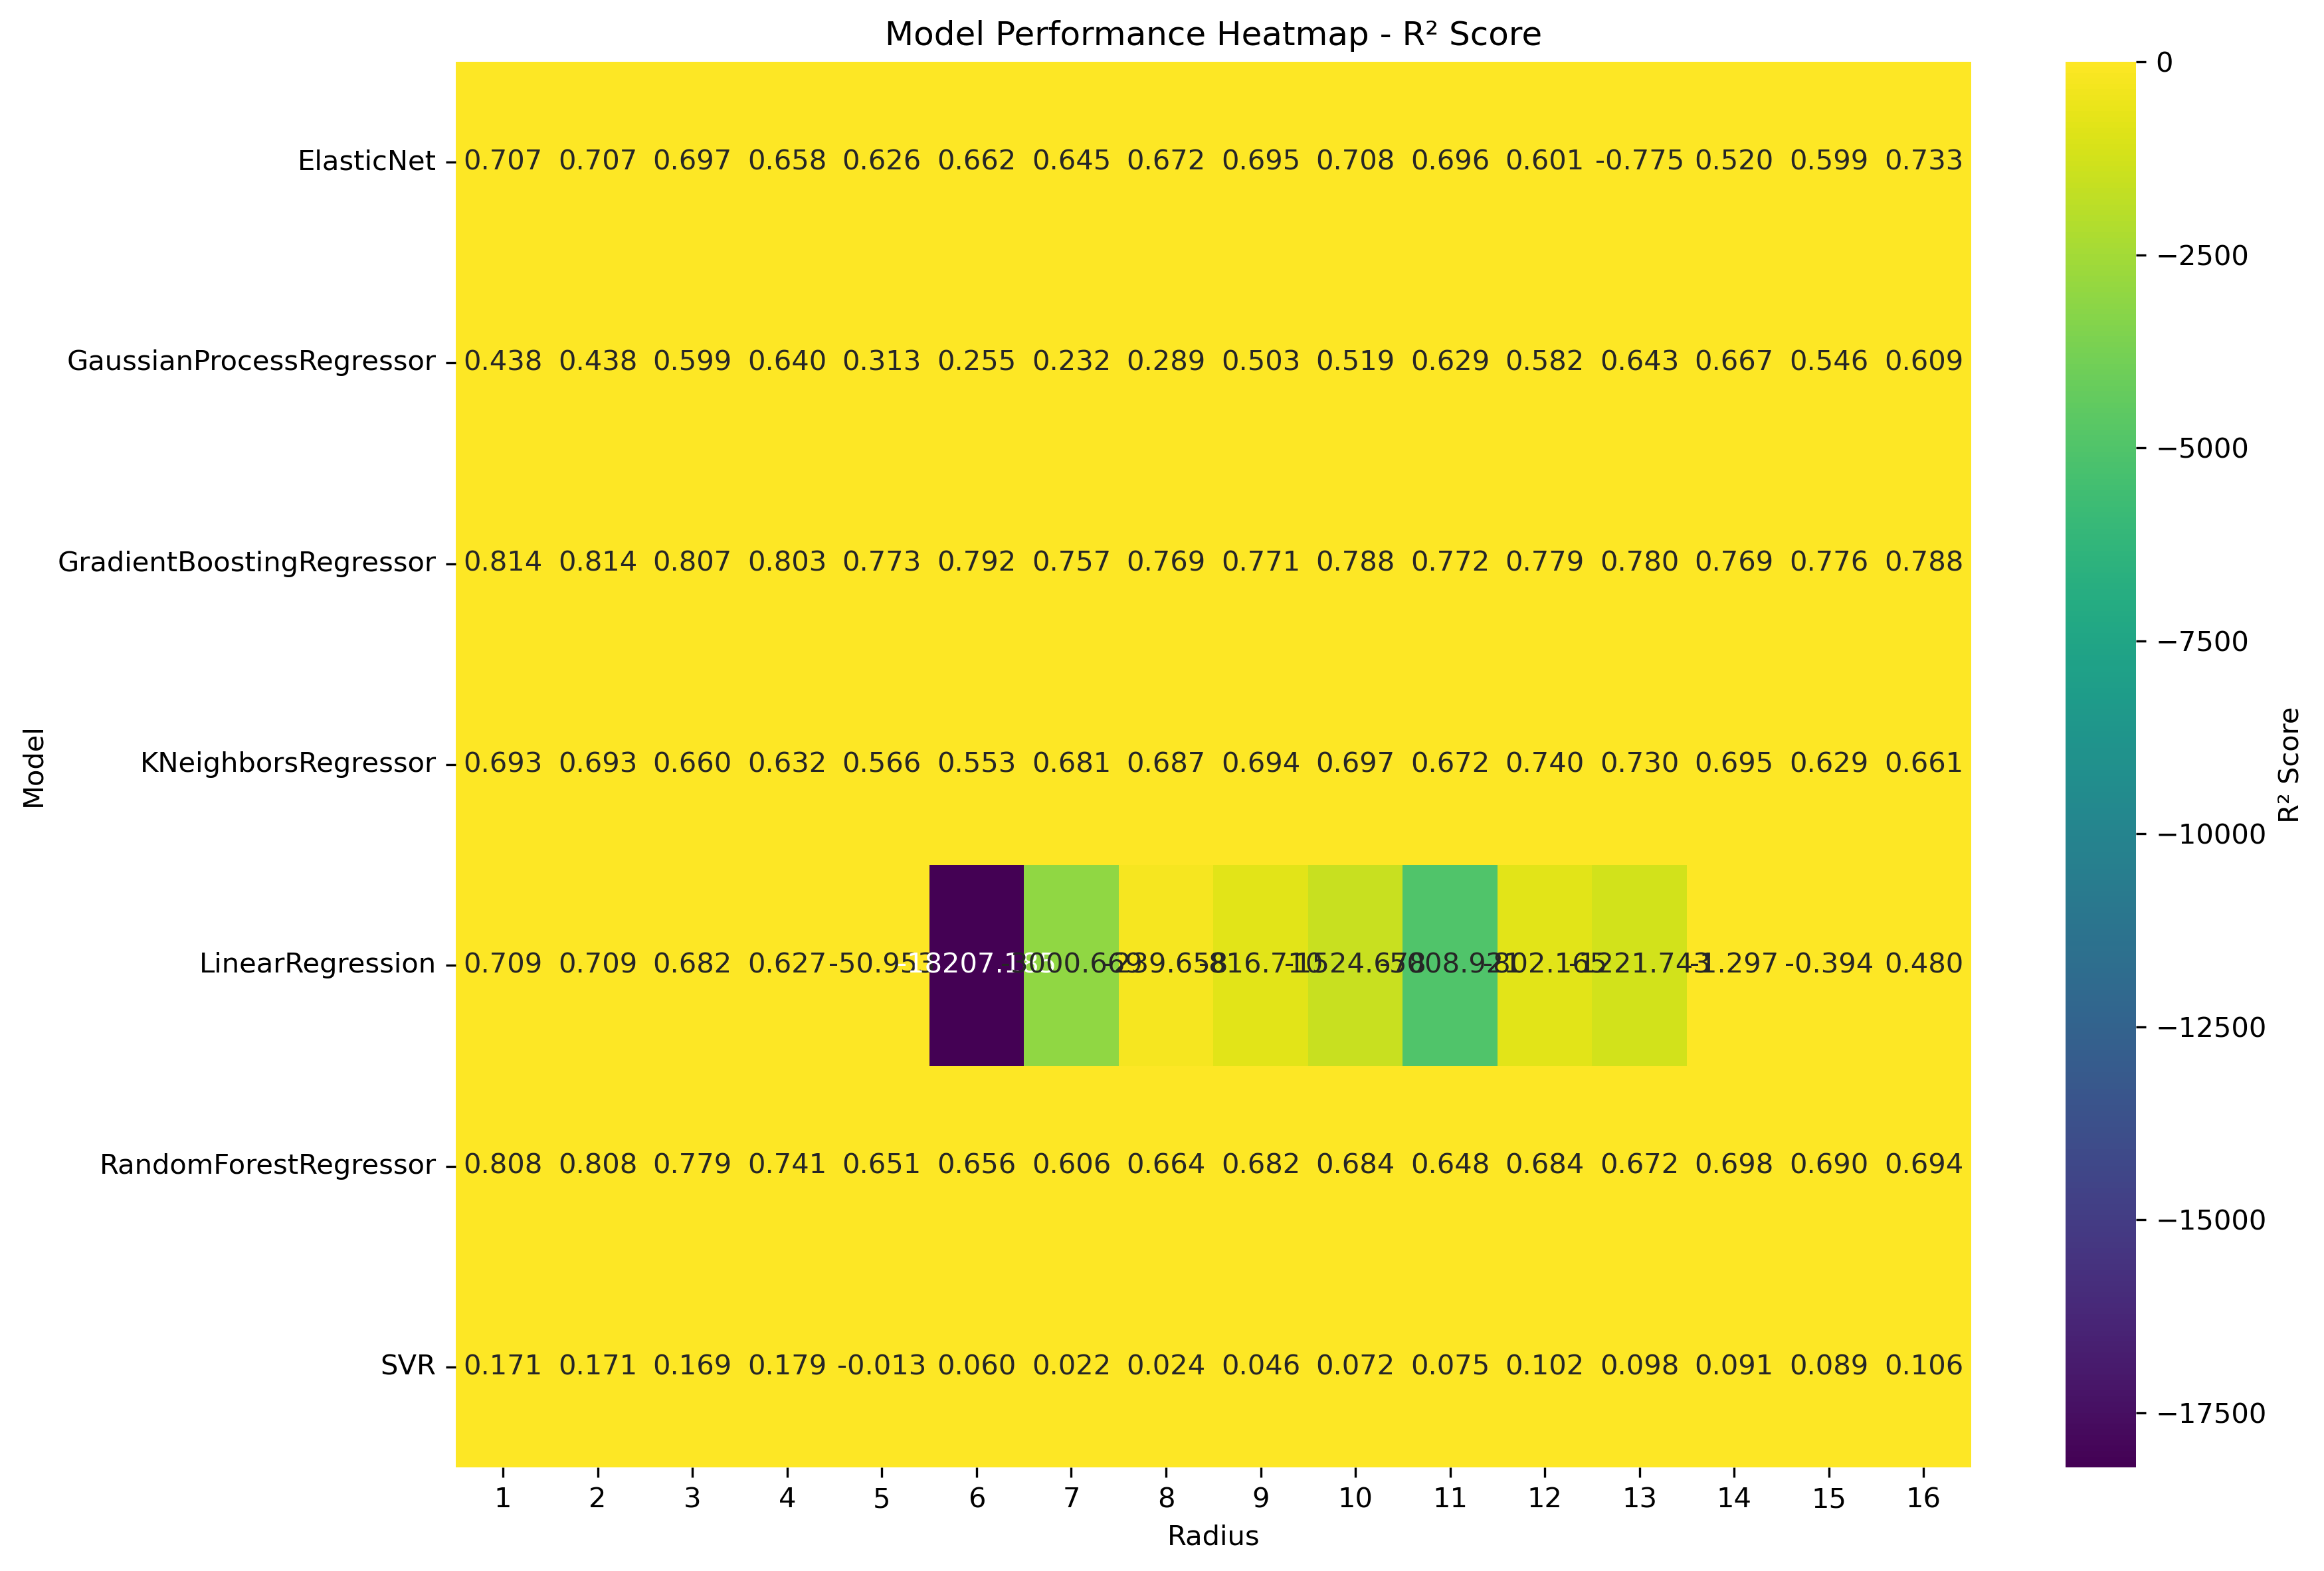 Model Performance Heatmap - R² Score
ElasticNet 0.707 0.707 0.697 0.658 0.626 0.662 0.645 0.672 0.695 0.708 0.696 0.601 -0.775 0.520 0.599 0.733
GaussianProcessRegressor 0.438 0.438 0.599 0.640 0.313 0.255 0.232 0.289 0.503 0.519 0.629 0.582 0.643 0.667 0.546 0.609
GradientBoostingRegressor 0.814 0.814 0.807 0.803 0.773 0.792 0.757 0.769 0.771 0.788 0.772 0.779 0.780 0.769 0.776 0.788
KNeighborsRegressor 0.693 0.693 0.660 0.632 0.566 0.553 0.681 0.687 0.694 0.697 0.672 0.740 0.730 0.695 0.629 0.661
LinearRegression 0.709 0.709 0.682 0.627 -50.953 -816.710 -802.165 -1221.743 -1.297 -0.394 0.480
RandomForestRegressor 0.808 0.808 0.779 0.741 0.651 0.656 0.606 0.664 0.682 0.684 0.648 0.684 0.672 0.698 0.690 0.694
SVR 0.171 0.171 0.169 0.179 -0.013 0.060 0.022 0.024 0.046 0.072 0.075 0.102 0.098 0.091 0.089 0.106
1 2 3 4 5 6 7 8 9 10 11 12 13 14 15 16
Radius
Model
0
−2500
−5000
−7500
−10000
−12500
−15000
−17500
R² Score